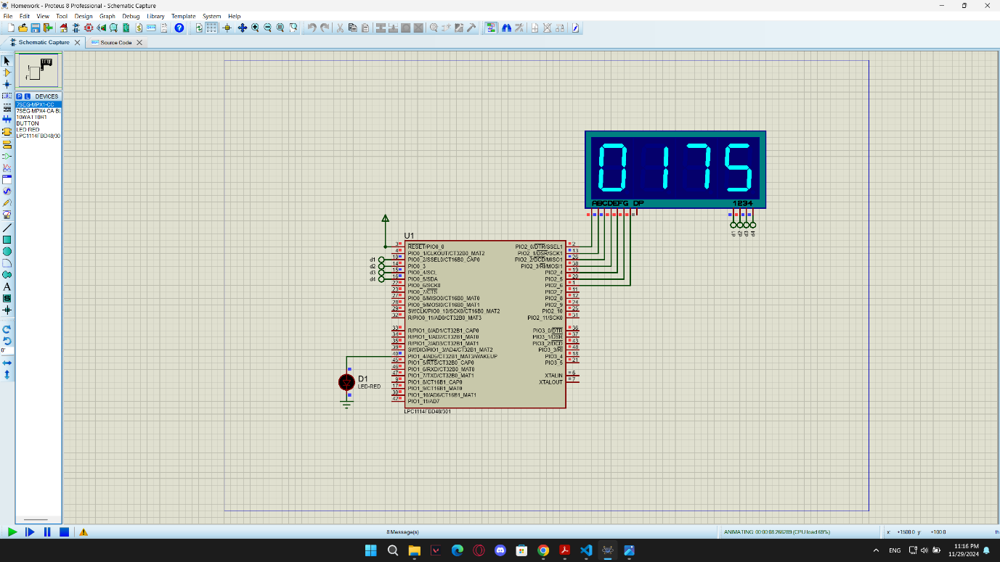 Homework - Proteus 8 Professional - Schematic Capture
File Edit View Tool Design Graph Debug Library Template System Help
Schematic Capture Source Code
P L DEVICES
7SEG-MPX1-CC
7SEG-MPX4-CA-BL
10WATT0R1
BUTTON
LED-RED
LPC1114FBD48/30
0'
0175
ABCDEFG DP 1234
d1 d2 d3 d4
U1
3 RESET/PIO0_0
4 PIO0_1/CLKOUT/CT32B0_MAT2
d1 10 PIO0_2/SSEL0/CT16B0_CAP0
d2 14 PIO0_3
d3 15 PIO0_4/SCL
d4 16 PIO0_5/SDA
22 PIO0_6/SCK0
23 PIO0_7/CTS
27 PIO0_8/MISO0/CT16B0_MAT0
28 PIO0_9/MOSI0/CT16B0_MAT1
29 SWCLK/PIO0_10/SCK0/CT16B0_MAT2
32 R/PIO0_11/AD0/CT32B0_MAT3
33 R/PIO1_0/AD1/CT32B1_CAP0
34 R/PIO1_1/AD2/CT32B1_MAT0
35 R/PIO1_2/AD3/CT32B1_MAT1
39 SWDIO/PIO1_3/AD4/CT32B1_MAT2
40 PIO1_4/AD5/CT32B1_MAT3/WAKEUP
45 PIO1_5/RTS/CT32B0_CAP0
46 PIO1_6/RXD/CT32B0_MAT0
47 PIO1_7/TXD/CT32B0_MAT1
9 PIO1_8/CT16B1_CAP0
17 PIO1_9/CT16B1_MAT0
30 PIO1_10/AD6/CT16B1_MAT1
42 PIO1_11/AD7
PIO2_0/DTR/SSEL1 2
PIO2_1/DSR/SCK1 13
PIO2_2/DCD/MISO1 26
PIO2_3/RI/MOSI1 38
PIO2_4 19
PIO2_5 20
PIO2_6 1
PIO2_7 11
PIO2_8 12
PIO2_9 24
PIO2_10 25
PIO2_11/SCK0 31
PIO3_0/DTR 36
PIO3_1/DSR 37
PIO3_2/DCD 43
PIO3_3/RI 48
PIO3_4 18
PIO3_5 21
XTALIN 6
XTALOUT 7
LPC1114FBD48/301
D1
LED-RED
8 Message(s) ANIMATING: 00:00:08.266289 (CPU load 69%) x: +1500.0 y: +100.0 th
ENG 11:16 PM
11/29/2024